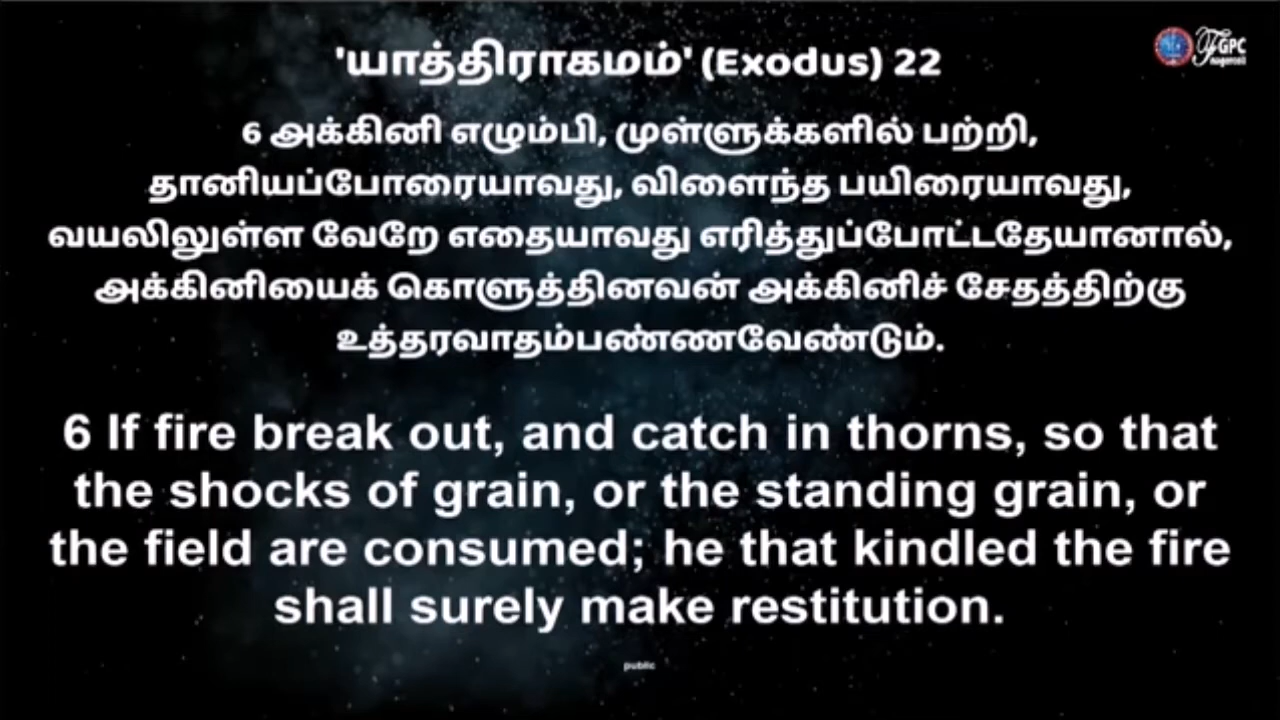 'யாத்திராகமம்' (Exodus) 22
GPC
6 அக்கினி எழும்பி, முள்ளுக்களில் பற்றி,
தானியப்போரையாவது, விளைந்த பயிரையாவது,
வயலிலுள்ள வேறே எதையாவது எரித்துப்போட்டதேயானால்,
அக்கினியைக் கொளுத்தினவன் அக்கினிச் சேதத்திற்கு
உத்தரவாதம்பண்ணவேண்டும்.
6 If fire break out, and catch in thorns, so that
the shocks of grain, or the standing grain, or
the field are consumed; he that kindled the fire
shall surely make restitution.
public